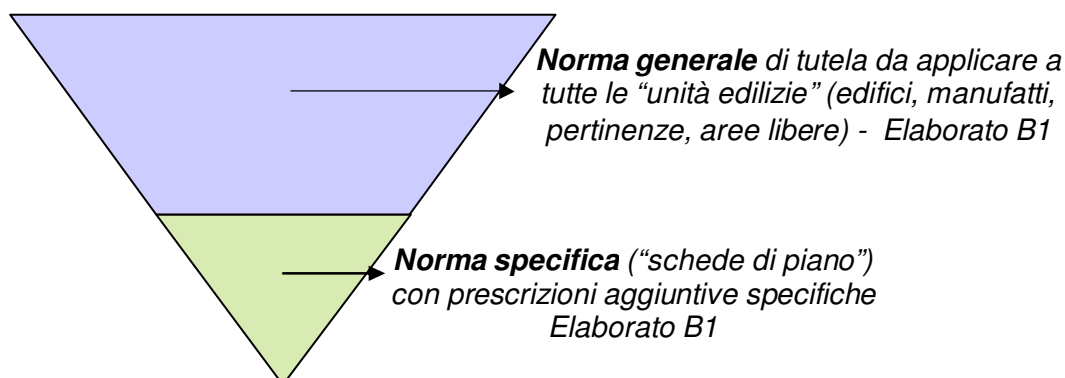 Norma generale di tutela da applicare a
tutte le “unità edilizie” (edifici, manufatti,
pertinenze, aree libere) - Elaborato B1
Norma specifica (“schede di piano”)
con prescrizioni aggiuntive specifiche
Elaborato B1